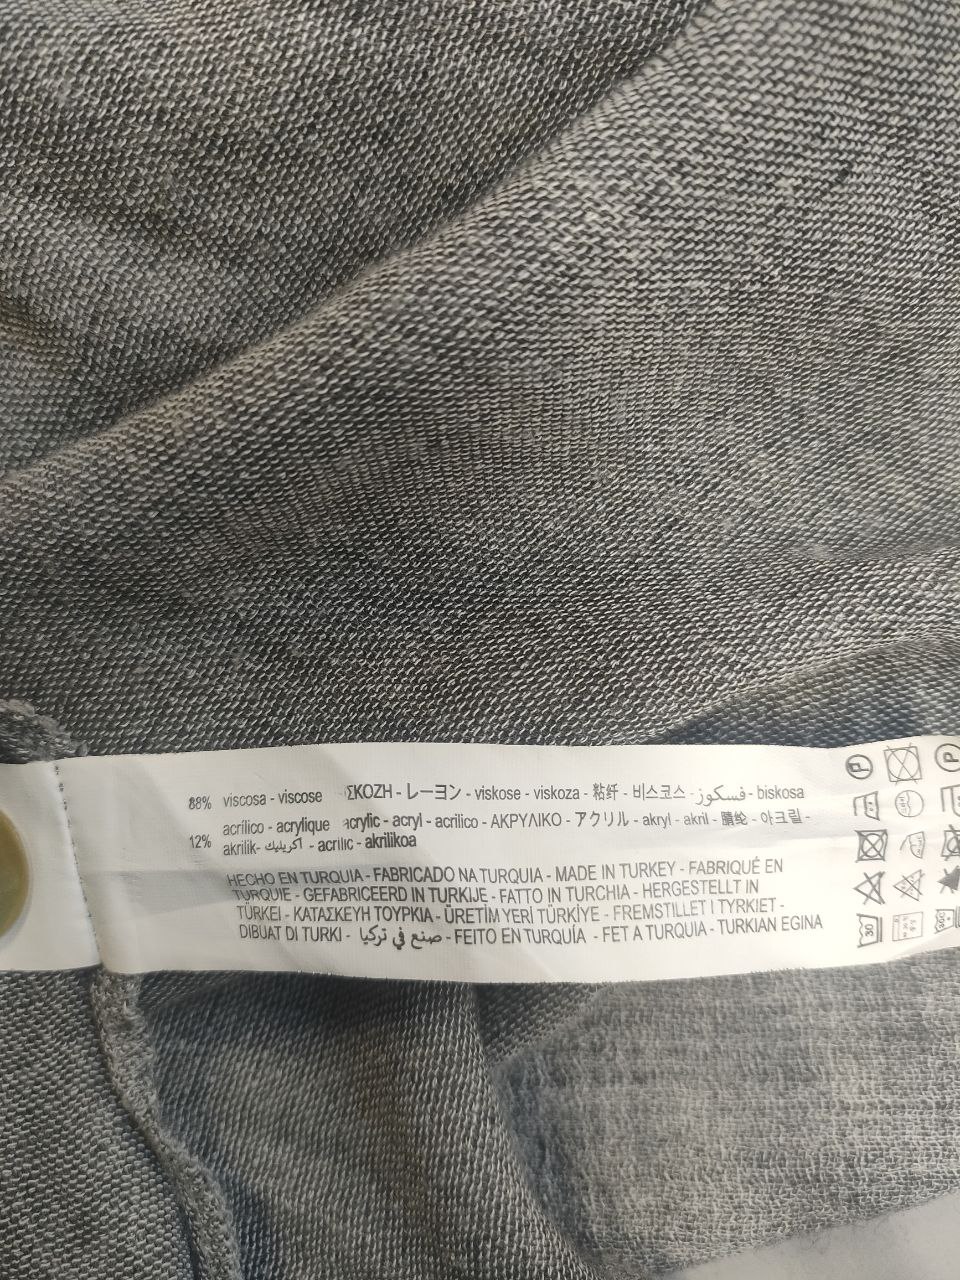 88% viscosa - viscose ΣΚΟΖΗ - レーヨン - viskose - viskoza - 粘纤 - 비스코스 - فسكوز - biskosa
12% acrílico - acrylique acrylic - acryl - acrilico - ΑΚΡΥΛΙΚΟ - アクリル - akryl - akril - 腈纶 - 아크릴 -
akrilik- اكريليك - acrilic - akrilikoa
HECHO EN TURQUIA - FABRICADO NA TURQUIA - MADE IN TURKEY - FABRIQUÉ EN
TURQUIE - GEFABRICEERD IN TURKIJE - FATTO IN TURCHIA - HERGESTELLT IN
TÜRKEI - ΚΑΤΑΣΚΕΥΗ ΤΟΥΡΚΙΑ - ÜRETİM YERİ TÜRKİYE - FREMSTILLET I TYRKIET -
DIBUAT DI TURKI - صنع في تركيا - FEITO EN TURQUÍA - FET A TURQUIA - TURKIAN EGINA
P P
30